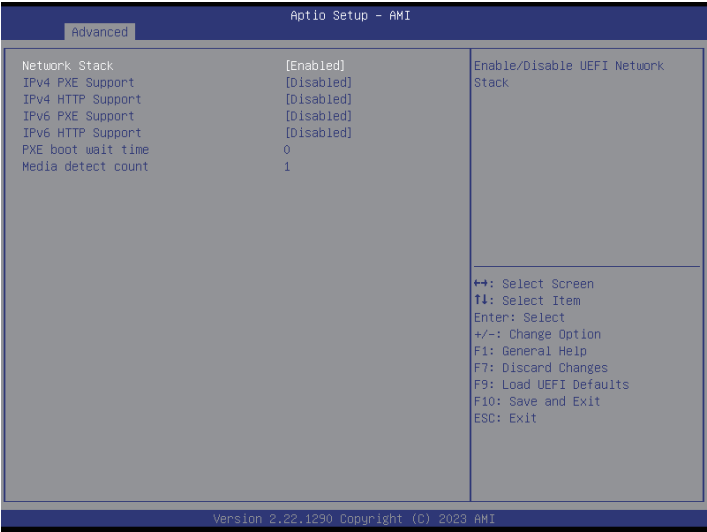 Aptio Setup – AMI
Advanced
Network Stack [Enabled]
IPv4 PXE Support [Disabled]
IPv4 HTTP Support [Disabled]
IPv6 PXE Support [Disabled]
IPv6 HTTP Support [Disabled]
PXE boot wait time 0
Media detect count 1
Enable/Disable UEFI Network
Stack
↔: Select Screen
↑↓: Select Item
Enter: Select
+/-: Change Option
F1: General Help
F7: Discard Changes
F9: Load UEFI Defaults
F10: Save and Exit
ESC: Exit
Version 2.22.1290 Copyright (C) 2023 AMI